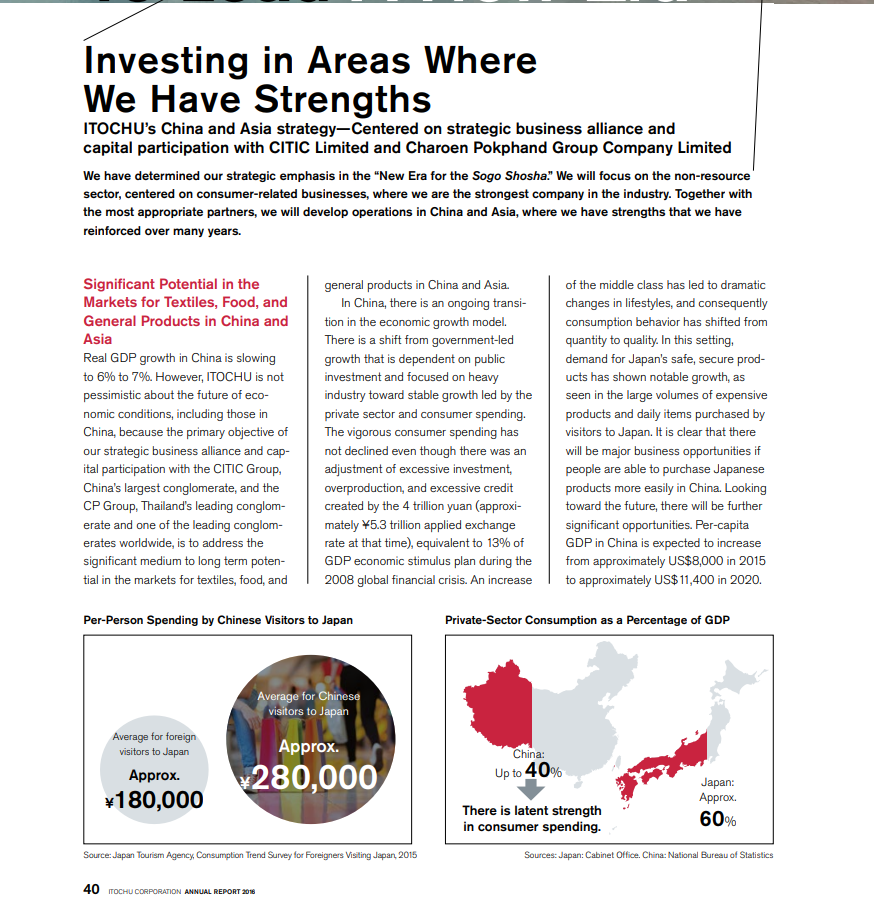 Investing in Areas Where
We Have Strengths
ITOCHU's China and Asia strategy—Centered on strategic business alliance and
capital participation with CITIC Limited and Charoen Pokphand Group Company Limited
We have determined our strategic emphasis in the “New Era for the Sogo Shosha.” We will focus on the non-resource
sector, centered on consumer-related businesses, where we are the strongest company in the industry. Together with
the most appropriate partners, we will develop operations in China and Asia, where we have strengths that we have
reinforced over many years.
Significant Potential in the
Markets for Textiles, Food, and
General Products in China and
Asia
Real GDP growth in China is slowing
to 6% to 7%. However, ITOCHU is not
pessimistic about the future of eco-
nomic conditions, including those in
China, because the primary objective of
our strategic business alliance and cap-
ital participation with the CITIC Group,
China's largest conglomerate, and the
CP Group, Thailand's leading conglom-
erate and one of the leading conglom-
erates worldwide, is to address the
significant medium to long term poten-
tial in the markets for textiles, food, and
general products in China and Asia.
In China, there is an ongoing transi-
tion in the economic growth model.
There is a shift from government-led
growth that is dependent on public
investment and focused on heavy
industry toward stable growth led by the
private sector and consumer spending.
The vigorous consumer spending has
not declined even though there was an
adjustment of excessive investment,
overproduction, and excessive credit
created by the 4 trillion yuan (approxi-
mately ¥5.3 trillion applied exchange
rate at that time), equivalent to 13% of
GDP economic stimulus plan during the
2008 global financial crisis. An increase
of the middle class has led to dramatic
changes in lifestyles, and consequently
consumption behavior has shifted from
quantity to quality. In this setting,
demand for Japan's safe, secure prod-
ucts has shown notable growth, as
seen in the large volumes of expensive
products and daily items purchased by
visitors to Japan. It is clear that there
will be major business opportunities if
people are able to purchase Japanese
products more easily in China. Looking
toward the future, there will be further
significant opportunities. Per-capita
GDP in China is expected to increase
from approximately US$8,000 in 2015
to approximately US$11,400 in 2020.
Per-Person Spending by Chinese Visitors to Japan
Average for foreign
visitors to Japan
Approx.
¥180,000
Average for Chinese
visitors to Japan
Approx.
¥280,000
Source: Japan Tourism Agency, Consumption Trend Survey for Foreigners Visiting Japan, 2015
Private-Sector Consumption as a Percentage of GDP
China:
Up to 40%
There is latent strength
in consumer spending.
Japan:
Approx.
60%
Sources: Japan: Cabinet Office. China: National Bureau of Statistics
40 ITOCHU CORPORATION ANNUAL REPORT 2016